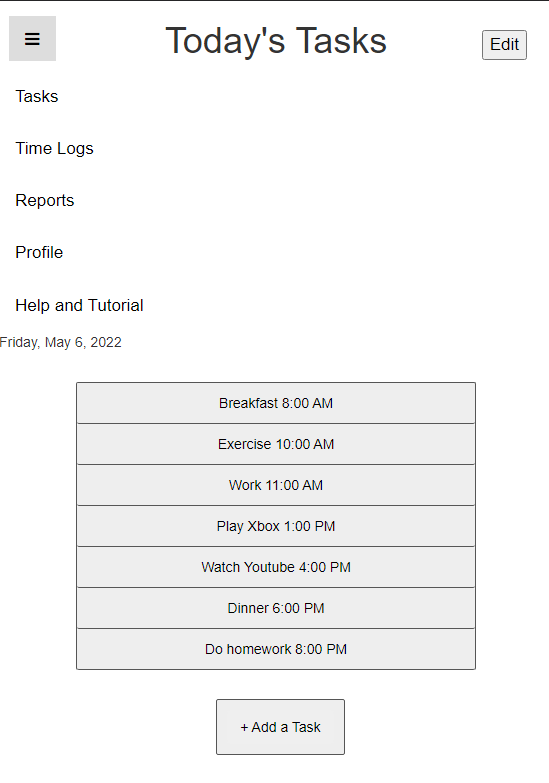 Today's Tasks
Edit
Tasks
Time Logs
Reports
Profile
Help and Tutorial
Friday, May 6, 2022
Breakfast 8:00 AM
Exercise 10:00 AM
Work 11:00 AM
Play Xbox 1:00 PM
Watch Youtube 4:00 PM
Dinner 6:00 PM
Do homework 8:00 PM
+ Add a Task